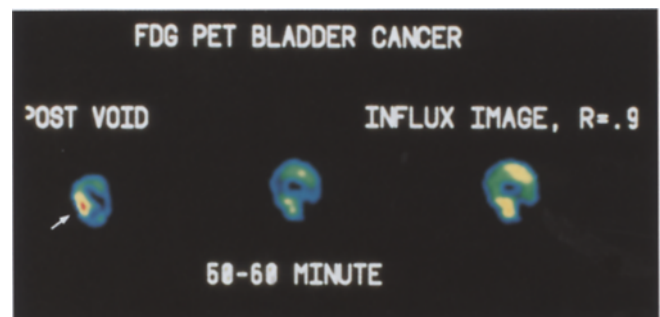 FDG PET BLADDER CANCER
POST VOID
INFLUX IMAGE, R=.9
50-60 MINUTE